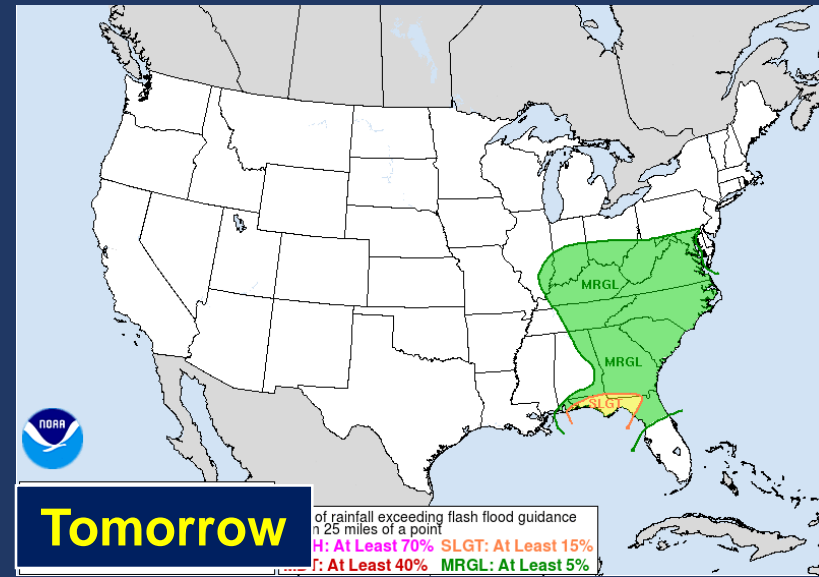 MRGL
MRGL
SLGT
NOAA
Tomorrow
of rainfall exceeding flash flood guidance
25 miles of a point
At Least 70% SLGT: At Least 15%
At Least 40% MRGL: At Least 5%